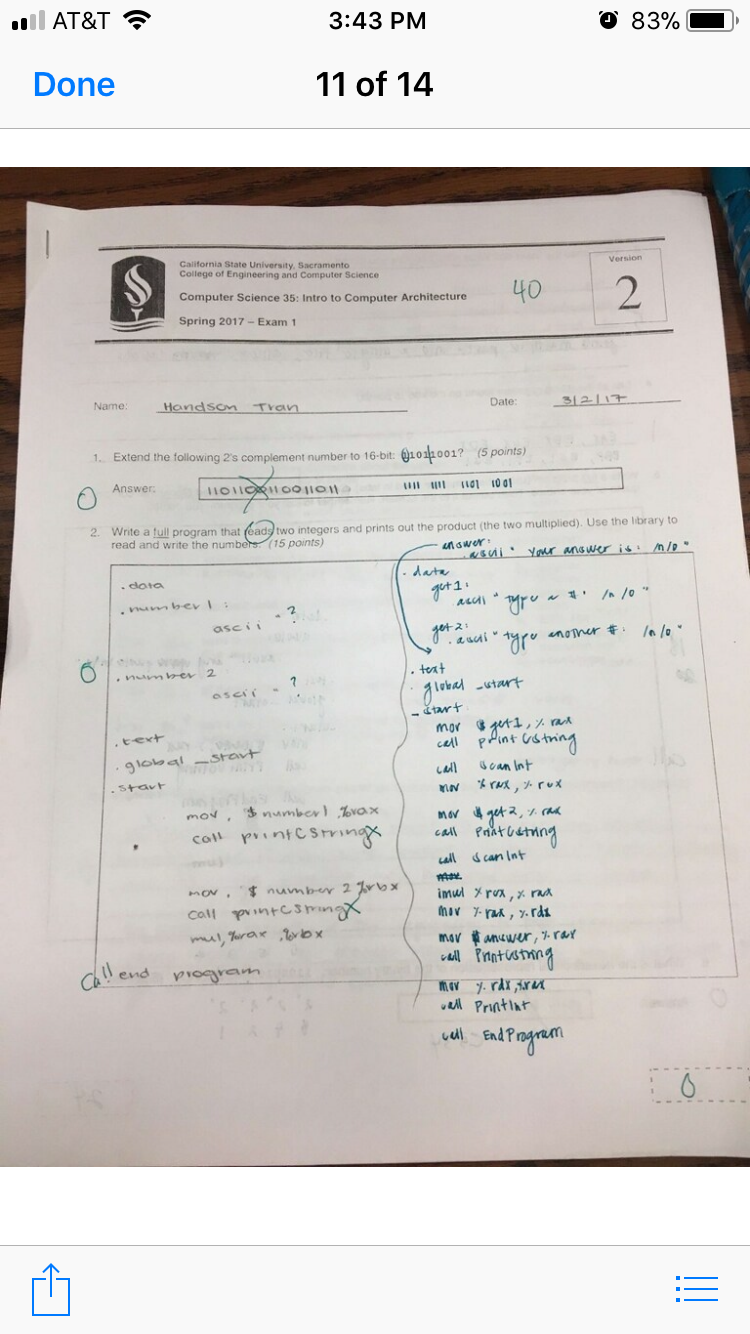 AT&T
3:43 PM
83%
Done
11 of 14
California State University, Sacramento
College of Engineering and Computer Science
Computer Science 35: Intro to Computer Architecture
Spring 2017 – Exam 1
40
Version
2
Name: Handson Tran
Date: 3/2/17
1. Extend the following 2's complement number to 16-bit: 11011001? (5 points)
0
Answer:
1101100110011011
1111 1111 1101 1001
2. Write a full program that reads two integers and prints out the product (the two multiplied). Use the library to
read and write the numbers. (15 points)
0
.data
.number1:
ascii "?
.number 2
ascii "?
.text
.global _start
.start
mov, $number1,%rax
call printCString
mov, $ number 2 %rbx
call printCString
mul,%rax,%rbx
Call end program
answer:
.ascii " your answer is: /n/0"
.data
get1:
ascii "type a #: /n/0"
get2:
.ascii "type another #: /n/0"
.text
global _start
_start
mov $get1,%rax
call printCstring
call scanInt
mov %rax,%rcx
mov $get2,%rax
call PrintCstring
call scanInt
imul %rcx,%rax
mov %rax,%rdx
mov $answer,%rax
call PrintCstring
mov %rdx,%rax
call PrintInt
call EndProgram
0